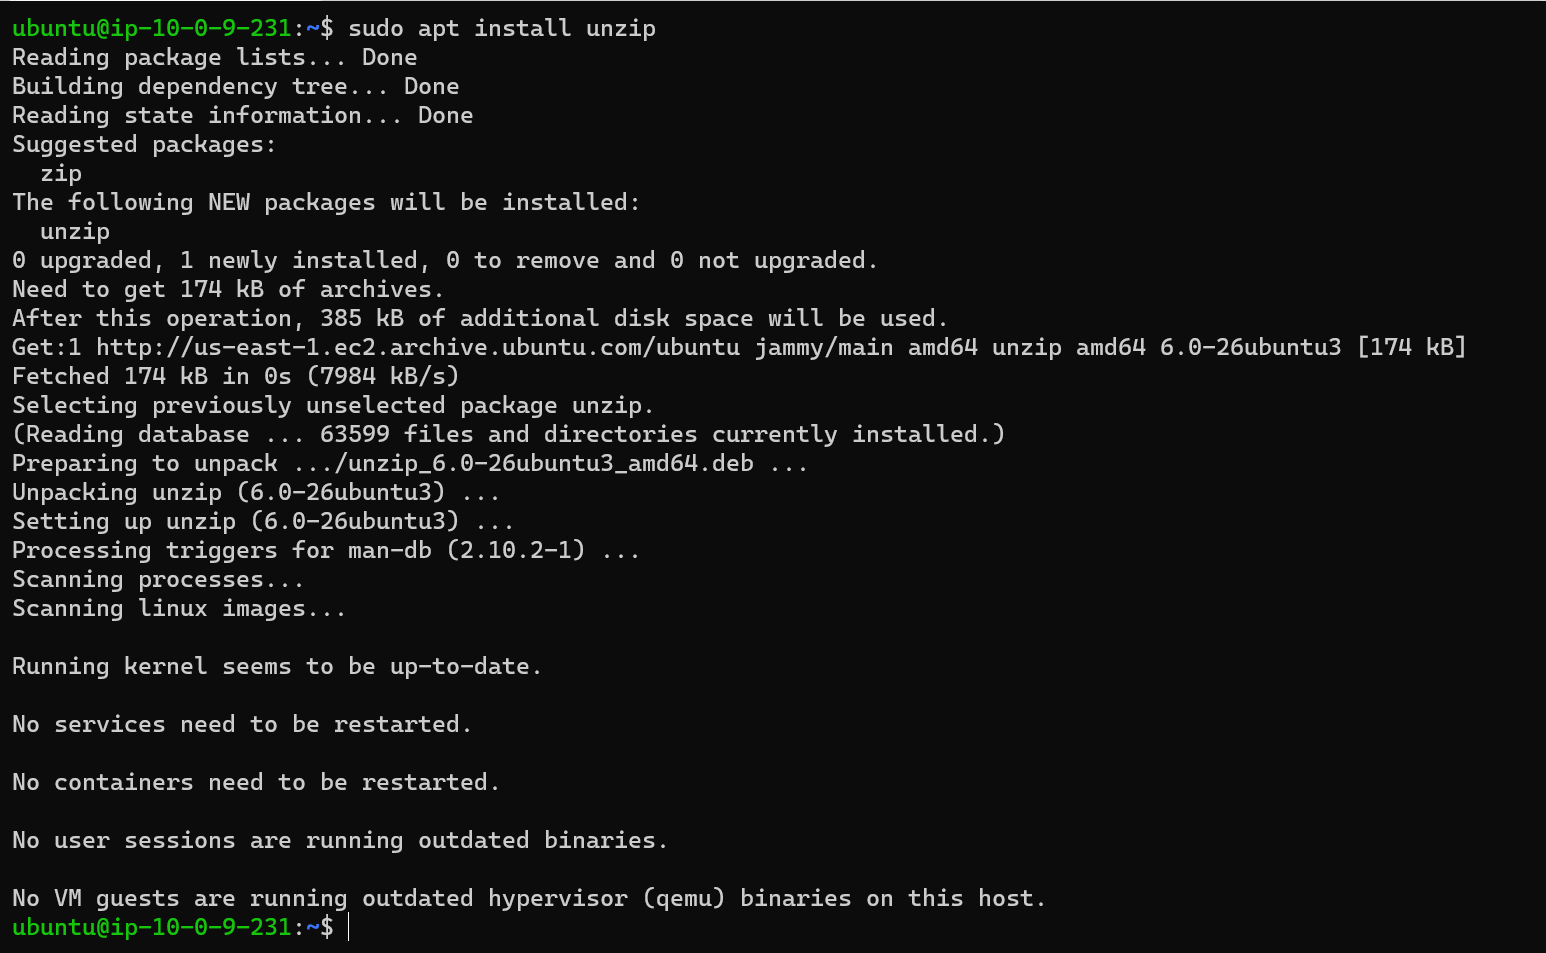 ubuntu@ip-10-0-9-231:~$ sudo apt install unzip
Reading package lists... Done
Building dependency tree... Done
Reading state information... Done
Suggested packages:
  zip
The following NEW packages will be installed:
  unzip
0 upgraded, 1 newly installed, 0 to remove and 0 not upgraded.
Need to get 174 kB of archives.
After this operation, 385 kB of additional disk space will be used.
Get:1 http://us-east-1.ec2.archive.ubuntu.com/ubuntu jammy/main amd64 unzip amd64 6.0-26ubuntu3 [174 kB]
Fetched 174 kB in 0s (7984 kB/s)
Selecting previously unselected package unzip.
(Reading database ... 63599 files and directories currently installed.)
Preparing to unpack .../unzip_6.0-26ubuntu3_amd64.deb ...
Unpacking unzip (6.0-26ubuntu3) ...
Setting up unzip (6.0-26ubuntu3) ...
Processing triggers for man-db (2.10.2-1) ...
Scanning processes...
Scanning linux images...
Running kernel seems to be up-to-date.
No services need to be restarted.
No containers need to be restarted.
No user sessions are running outdated binaries.
No VM guests are running outdated hypervisor (qemu) binaries on this host.
ubuntu@ip-10-0-9-231:~$